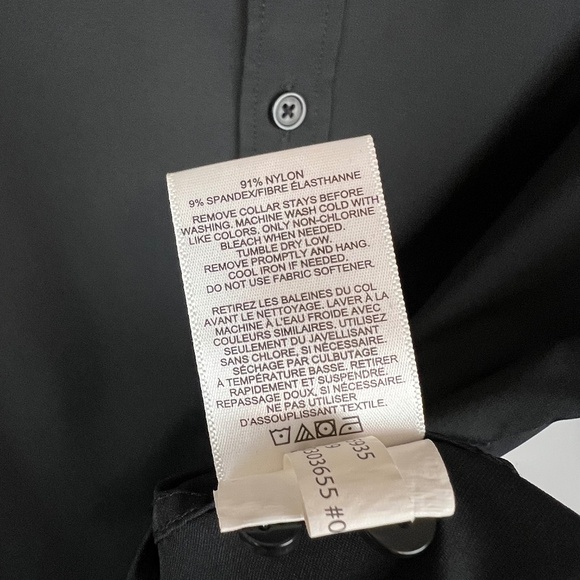 91% NYLON
9% SPANDEX/FIBRE ÉLASTHANNE
REMOVE COLLAR STAYS BEFORE
WASHING. MACHINE WASH COLD WITH
LIKE COLORS. ONLY NON-CHLORINE
BLEACH WHEN NEEDED.
TUMBLE DRY LOW.
REMOVE PROMPTLY AND HANG.
COOL IRON IF NEEDED.
DO NOT USE FABRIC SOFTENER.
RETIREZ LES BALEINES DU COL
AVANT LE NETTOYAGE. LAVER À LA
MACHINE À L'EAU FROIDE AVEC
COULEURS SIMILAIRES. UTILISEZ
SEULEMENT DU JAVELLISANT
SANS CHLORE, SI NÉCESSAIRE.
SÉCHAGE PAR CULBUTAGE
À TEMPÉRATURE BASSE. RETIRER
RAPIDEMENT ET SUSPENDRE.
REPASSAGE DOUX, SI NÉCESSAIRE.
NE PAS UTILISER
D'ASSOUPLISSANT TEXTILE.
303655 #0